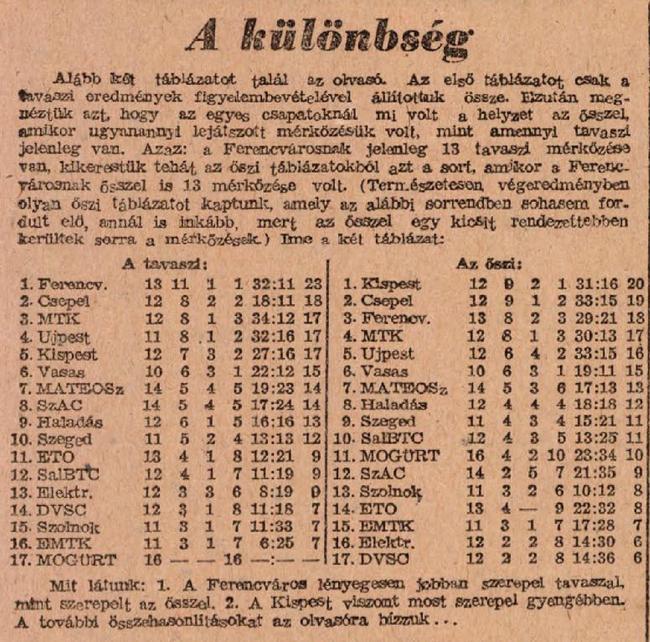 A különbség
Alább két táblázatot talál az olvasó. Az első táblázatot csak a
tavaszi eredmények figyelembevételével állítottuk össze. Ezután meg-
néztük azt, hogy az egyes csapatoknál mi volt a helyzet az ősszel,
amikor ugyanannyi lejátszott mérkőzésük volt, mint amennyi tavaszi
jelenleg van. Azaz: a Ferencvárosnak jelenleg 13 tavaszi mérkőzése
van, kikerestük tehát az őszi táblázatokból azt a sort, amikor a Ferenc-
városnak ősszel is 13 mérkőzése volt. (Természetesen végeredményben
olyan őszi táblázatot kaptunk, amely az alábbi sorrendben sohasem for-
dult elő, annál is inkább, mert az ősszel egy kicsit rendezettebben
kerültek sorra a mérkőzések.) Ime a két táblázat:
A tavaszi:
1. Ferencv. 13 11 1 1 32:11 23
2. Csepel 12 8 2 2 18:11 18
3. MTK 12 8 1 3 34:12 17
4. Ujpest 11 8 1 2 32:16 17
5. Kispest 12 7 3 2 27:16 17
6. Vasas 10 6 3 1 22:12 15
7. MATEOSz 14 5 4 5 19:23 14
8. SzAC 14 5 4 5 17:24 14
9. Haladás 12 6 1 5 16:16 13
10. Szeged 11 5 2 4 13:13 12
11. ETO 13 4 1 8 12:21 9
12. SalBTC 12 4 1 7 11:19 9
13. Elektr. 12 3 3 6 8:19 9
14. DVSC 12 3 1 8 11:18 7
15. Szolnok 11 3 1 7 11:33 7
16. EMTK 11 3 1 7 6:25 7
17. MOGÜRT 16 — — 16 —:— —
Az őszi:
1. Kispest 12 9 2 1 31:16 20
2. Csepel 12 9 1 2 33:15 19
3. Ferencv. 13 8 2 3 29:21 18
4. MTK 12 8 1 3 30:13 17
5. Ujpest 12 6 4 2 33:15 16
6. Vasas 10 6 3 1 19:11 15
7. MATEOSz 14 5 3 6 17:13 13
8. Haladás 12 4 4 4 18:18 12
9. Szeged 11 4 3 4 15:21 11
10. SalBTC 12 4 3 5 13:25 11
11. MOGÜRT 16 4 2 10 23:34 10
12. SzAC 14 2 5 7 21:35 9
13. Szolnok 11 3 2 6 10:12 8
14. ETO 13 4 — 9 22:32 8
15. EMTK 11 3 1 7 17:28 7
16. Elektr. 12 2 2 8 14:30 6
17. DVSC 12 2 2 8 14:36 6
Mit látunk: 1. A Ferencváros lényegesen jobban szerepel tavasszal,
mint szerepelt az ősszel. 2. A Kispest viszont most szerepel gyengébben.
A további összehasonlításokat az olvasóra bízzuk...